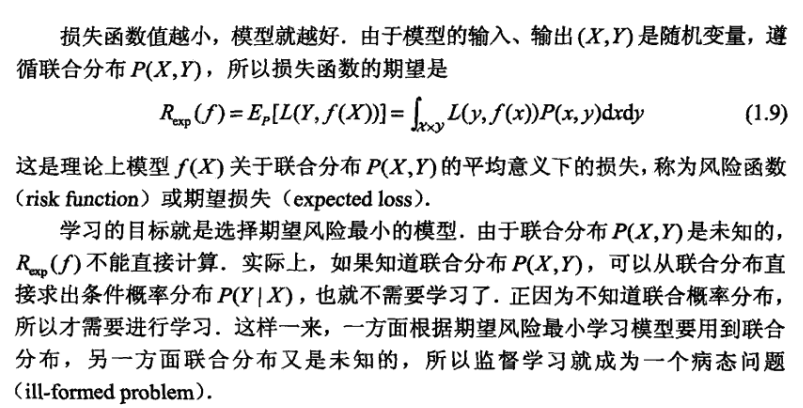 损失函数值越小，模型就越好．由于模型的输入、输出 (X,Y) 是随机变量，遵
循联合分布 P(X,Y)，所以损失函数的期望是
R_exp(f) = E_P[L(Y, f(X))] = ∫_{𝒳×𝒴} L(y, f(x))P(x, y)dxdy (1.9)
这是理论上模型 f(X) 关于联合分布 P(X,Y) 的平均意义下的损失，称为风险函数
（risk function）或期望损失（expected loss）．
学习的目标就是选择期望风险最小的模型．由于联合分布 P(X,Y) 是未知的，
R_exp(f) 不能直接计算．实际上，如果知道联合分布 P(X,Y)，可以从联合分布直
接求出条件概率分布 P(Y | X)，也就不需要学习了．正因为不知道联合概率分布，
所以才需要进行学习．这样一来，一方面根据期望风险最小学习模型要用到联合
分布，另一方面联合分布又是未知的，所以监督学习就成为一个病态问题
（ill-formed problem）．